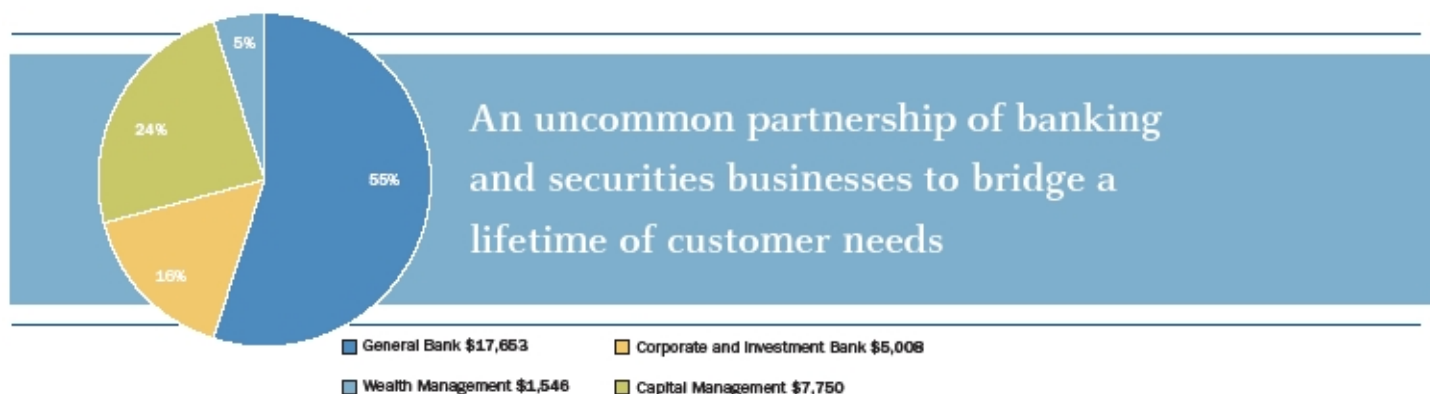 5%
24%
55%
16%
An uncommon partnership of banking
and securities businesses to bridge a
lifetime of customer needs
General Bank $17,653
Corporate and Investment Bank $5,008
Wealth Management $1,546
Capital Management $7,750